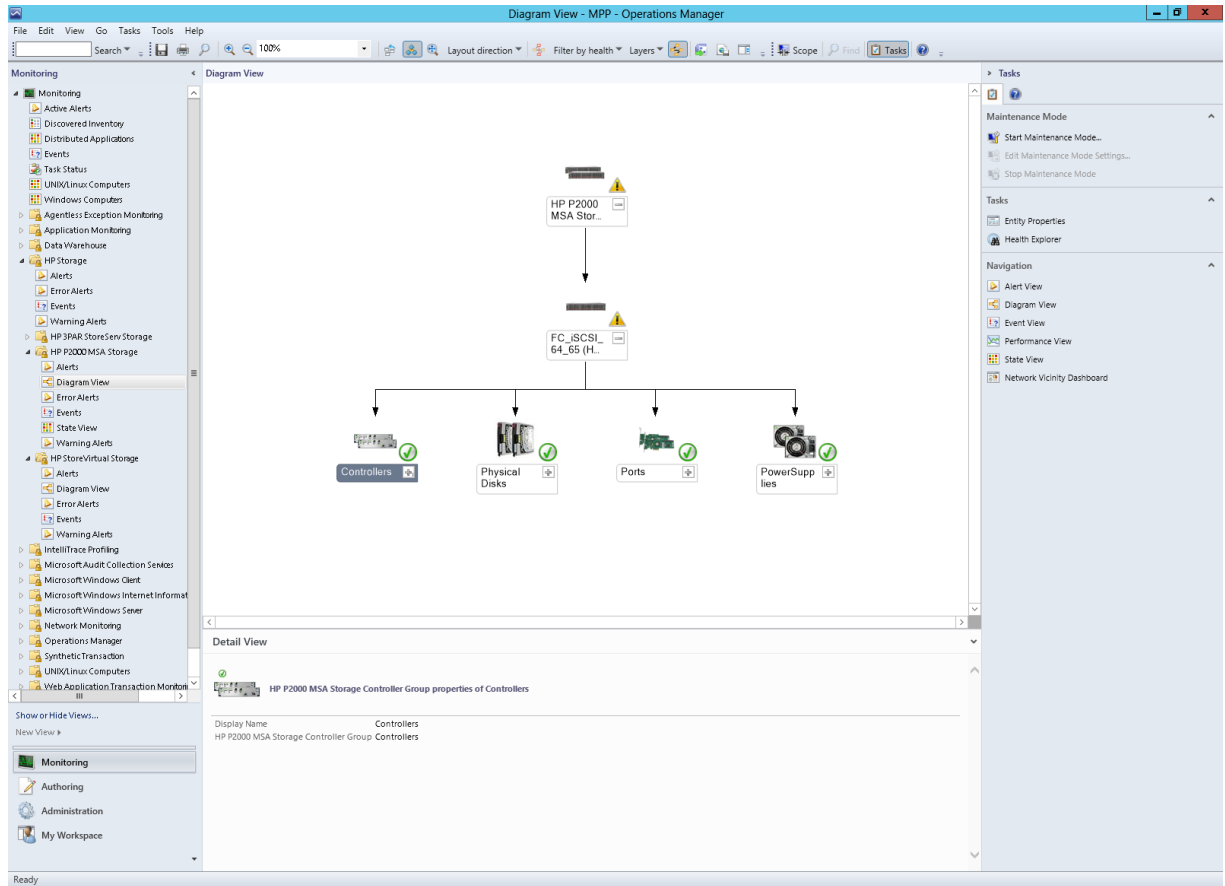 Diagram View - MPP - Operations Manager
File Edit View Go Tasks Tools Help
Search 100% Layout direction Filter by health Layers Scope Find Tasks
Monitoring
Monitoring
Active Alerts
Discovered Inventory
Distributed Applications
Events
Task Status
UNIX/Linux Computers
Windows Computers
Agentless Exception Monitoring
Application Monitoring
Data Warehouse
HP Storage
Alerts
Error Alerts
Events
Warning Alerts
HP 3PAR StoreServ Storage
HP P2000 MSA Storage
Alerts
Diagram View
Error Alerts
Events
State View
Warning Alerts
HP StoreVirtual Storage
Alerts
Diagram View
Error Alerts
Events
Warning Alerts
IntelliTrace Profiling
Microsoft Audit Collection Services
Microsoft Windows Client
Microsoft Windows Internet Informat
Microsoft Windows Server
Network Monitoring
Operations Manager
Synthetic Transaction
UNIX/Linux Computers
Web Application Transaction Monitori
Show or Hide Views...
New View
Monitoring
Authoring
Administration
My Workspace
Ready
Diagram View
HP P2000
MSA Stor...
FC_iSCSI_
64_65 (H...
Controllers
Physical
Disks
Ports
PowerSupp
lies
Detail View
HP P2000 MSA Storage Controller Group properties of Controllers
Display Name Controllers
HP P2000 MSA Storage Controller Group Controllers
Tasks
Maintenance Mode
Start Maintenance Mode...
Edit Maintenance Mode Settings...
Stop Maintenance Mode
Tasks
Entity Properties
Health Explorer
Navigation
Alert View
Diagram View
Event View
Performance View
State View
Network Vicinity Dashboard